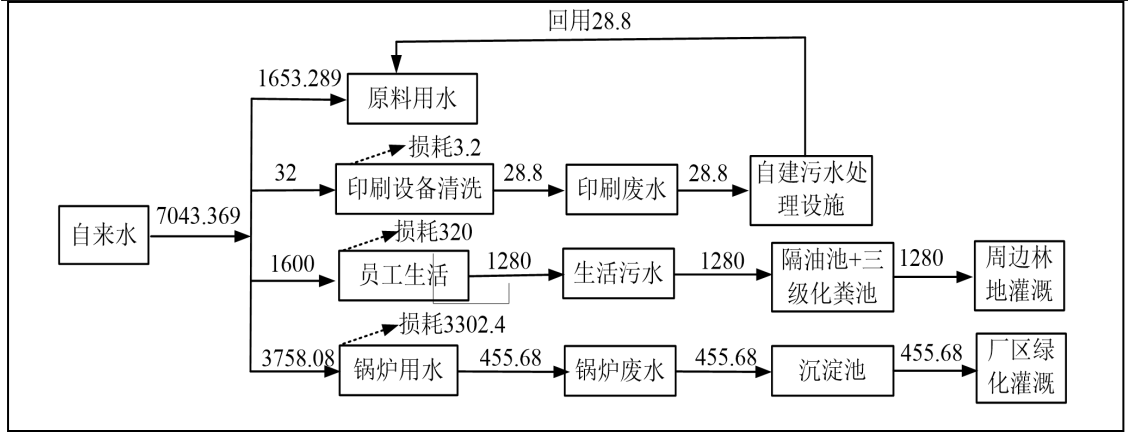 回用28.8
1653.289
原料用水
损耗3.2
32
印刷设备清洗
28.8
印刷废水
28.8
自建污水处
理设施
自来水
7043.369
损耗320
1600
员工生活
1280
生活污水
1280
隔油池+三
级化粪池
1280
周边林
地灌溉
损耗3302.4
3758.08
锅炉用水
455.68
锅炉废水
455.68
沉淀池
455.68
厂区绿
化灌溉